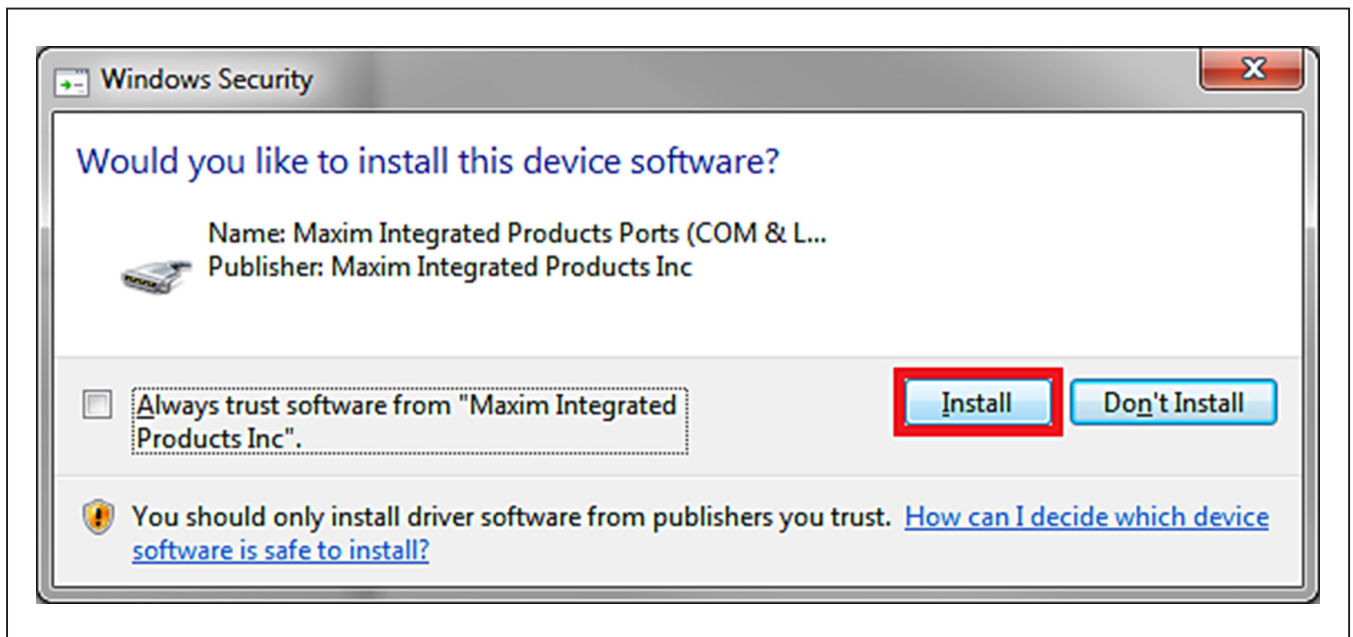 Windows Security
Would you like to install this device software?
Name: Maxim Integrated Products Ports (COM & L...
Publisher: Maxim Integrated Products Inc
Always trust software from "Maxim Integrated
Products Inc".
Install
Don't Install
You should only install driver software from publishers you trust. How can I decide which device
software is safe to install?